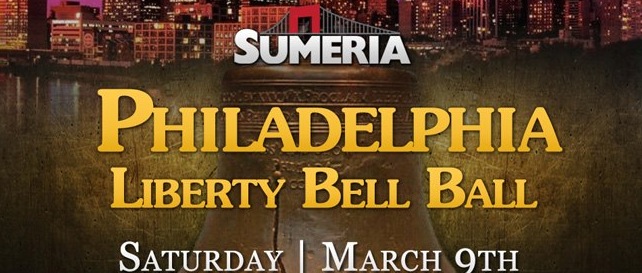 SUMERIA
PHILADELPHIA
LIBERTY BELL BALL
SATURDAY | MARCH 9TH